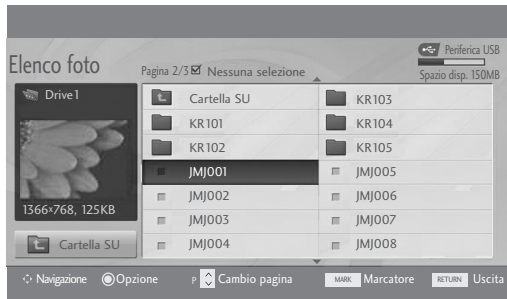 Periferica USB
Elenco foto
Pagina 2/3 Nessuna selezione
Spazio disp. 150MB
Drive1
1366×768, 125KB
Cartella SU
Cartella SU
KR101
KR102
JMJ001
JMJ002
JMJ003
JMJ004
KR103
KR104
KR105
JMJ005
JMJ006
JMJ007
JMJ008
Navigazione Opzione P Cambio pagina MARK Marcatore RETURN Uscita